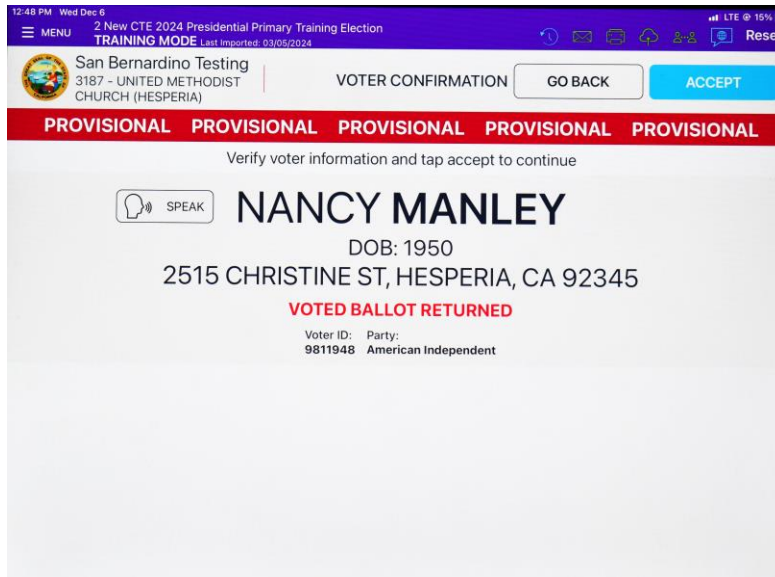 12:48 PM Wed Dec 6
LTE 15%
MENU
2 New CTE 2024 Presidential Primary Training Election
TRAINING MODE Last Imported: 03/05/2024
Rese
San Bernardino Testing
3187 - UNITED METHODIST
CHURCH (HESPERIA)
VOTER CONFIRMATION
GO BACK
ACCEPT
PROVISIONAL PROVISIONAL PROVISIONAL PROVISIONAL PROVISIONAL
Verify voter information and tap accept to continue
SPEAK
NANCY MANLEY
DOB: 1950
2515 CHRISTINE ST, HESPERIA, CA 92345
VOTED BALLOT RETURNED
Voter ID: Party:
9811948 American Independent